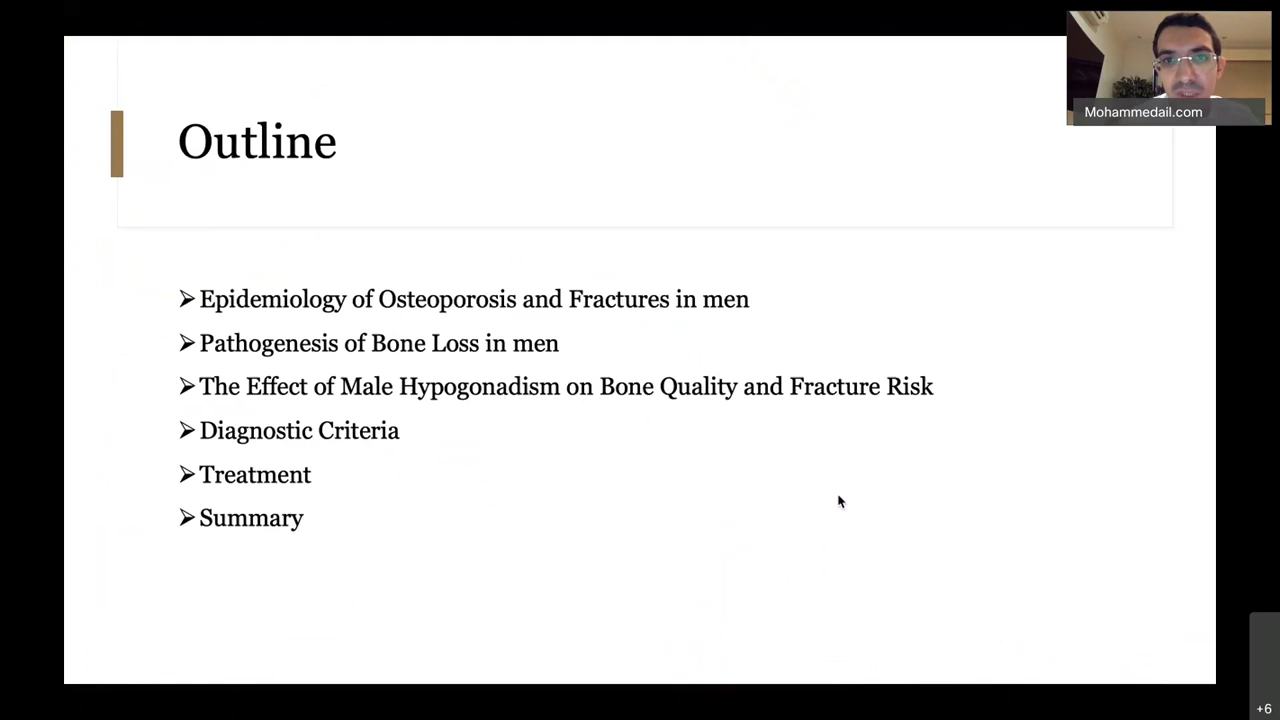 Mohammedail.com
Outline
➢Epidemiology of Osteoporosis and Fractures in men
➢Pathogenesis of Bone Loss in men
➢The Effect of Male Hypogonadism on Bone Quality and Fracture Risk
➢Diagnostic Criteria
➢Treatment
➢Summary
+6